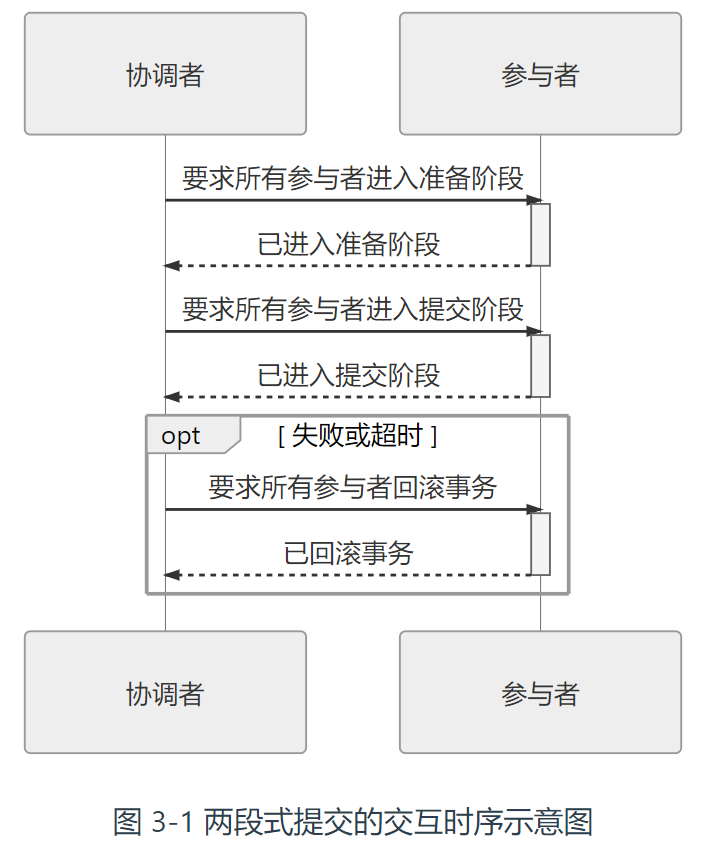 协调者
参与者
要求所有参与者进入准备阶段
已进入准备阶段
要求所有参与者进入提交阶段
已进入提交阶段
opt
[ 失败或超时 ]
要求所有参与者回滚事务
已回滚事务
协调者
参与者
图 3-1 两段式提交的交互时序示意图